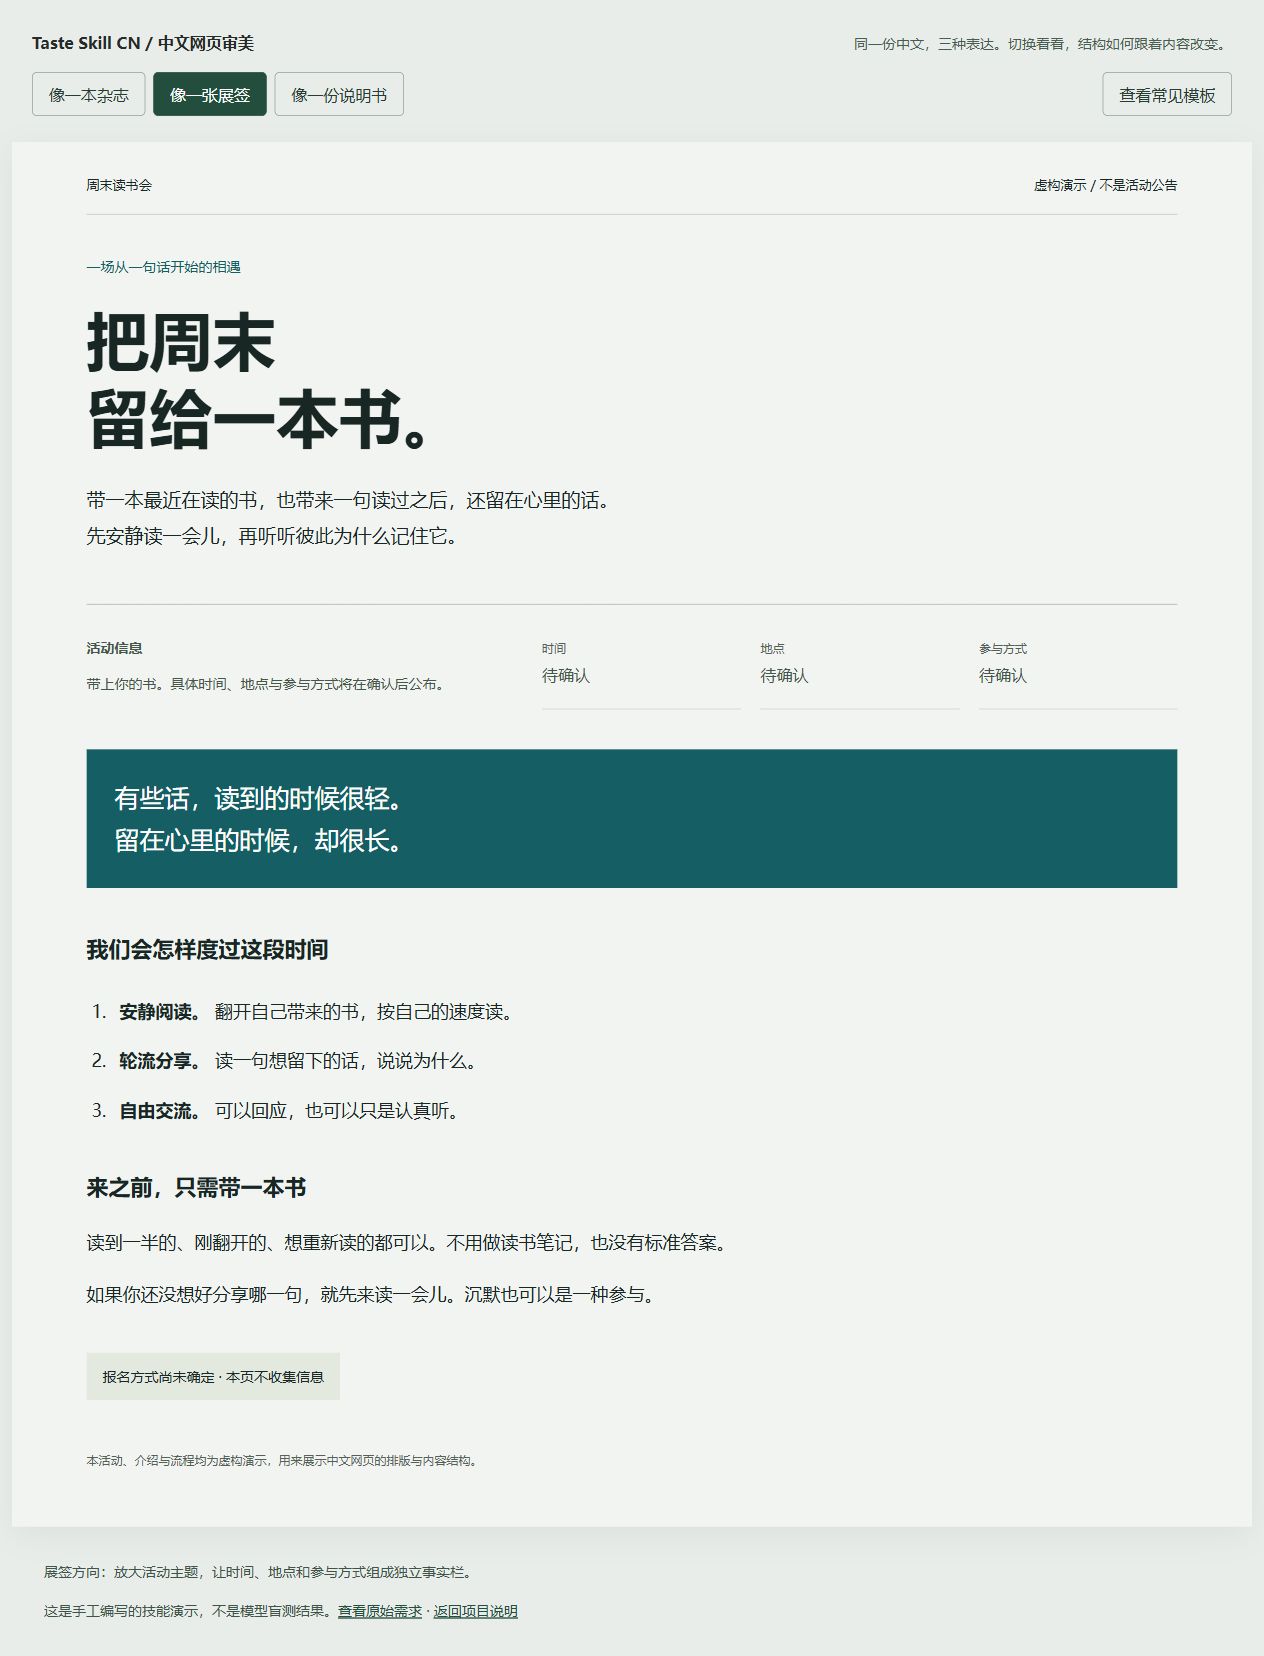 Taste Skill CN / 中文网页审美
同一份中文，三种表达。切换看看，结构如何跟着内容改变。
像一本杂志
像一张展签
像一份说明书
查看常见模板
周末读书会
虚构演示 / 不是活动公告
一场从一句话开始的相遇
把周末
留给一本书。
带一本最近在读的书，也带来一句读过之后，还留在心里的话。
先安静读一会儿，再听听彼此为什么记住它。
活动信息
带上你的书。具体时间、地点与参与方式将在确认后公布。
时间
待确认
地点
待确认
参与方式
待确认
有些话，读到的时候很轻。
留在心里的时候，却很长。
我们会怎样度过这段时间
1. 安静阅读。 翻开自己带来的书，按自己的速度读。
2. 轮流分享。 读一句想留下的话，说说为什么。
3. 自由交流。 可以回应，也可以只是认真听。
来之前，只需带一本书
读到一半的、刚翻开的、想重新读的都可以。不用做读书笔记，也没有标准答案。
如果你还没想好分享哪一句，就先来读一会儿。沉默也可以是一种参与。
报名方式尚未确定 · 本页不收集信息
本活动、介绍与流程均为虚构演示，用来展示中文网页的排版与内容结构。
展签方向：放大活动主题，让时间、地点和参与方式组成独立事实栏。
这是手工编写的技能演示，不是模型盲测结果。查看原始需求 · 返回项目说明